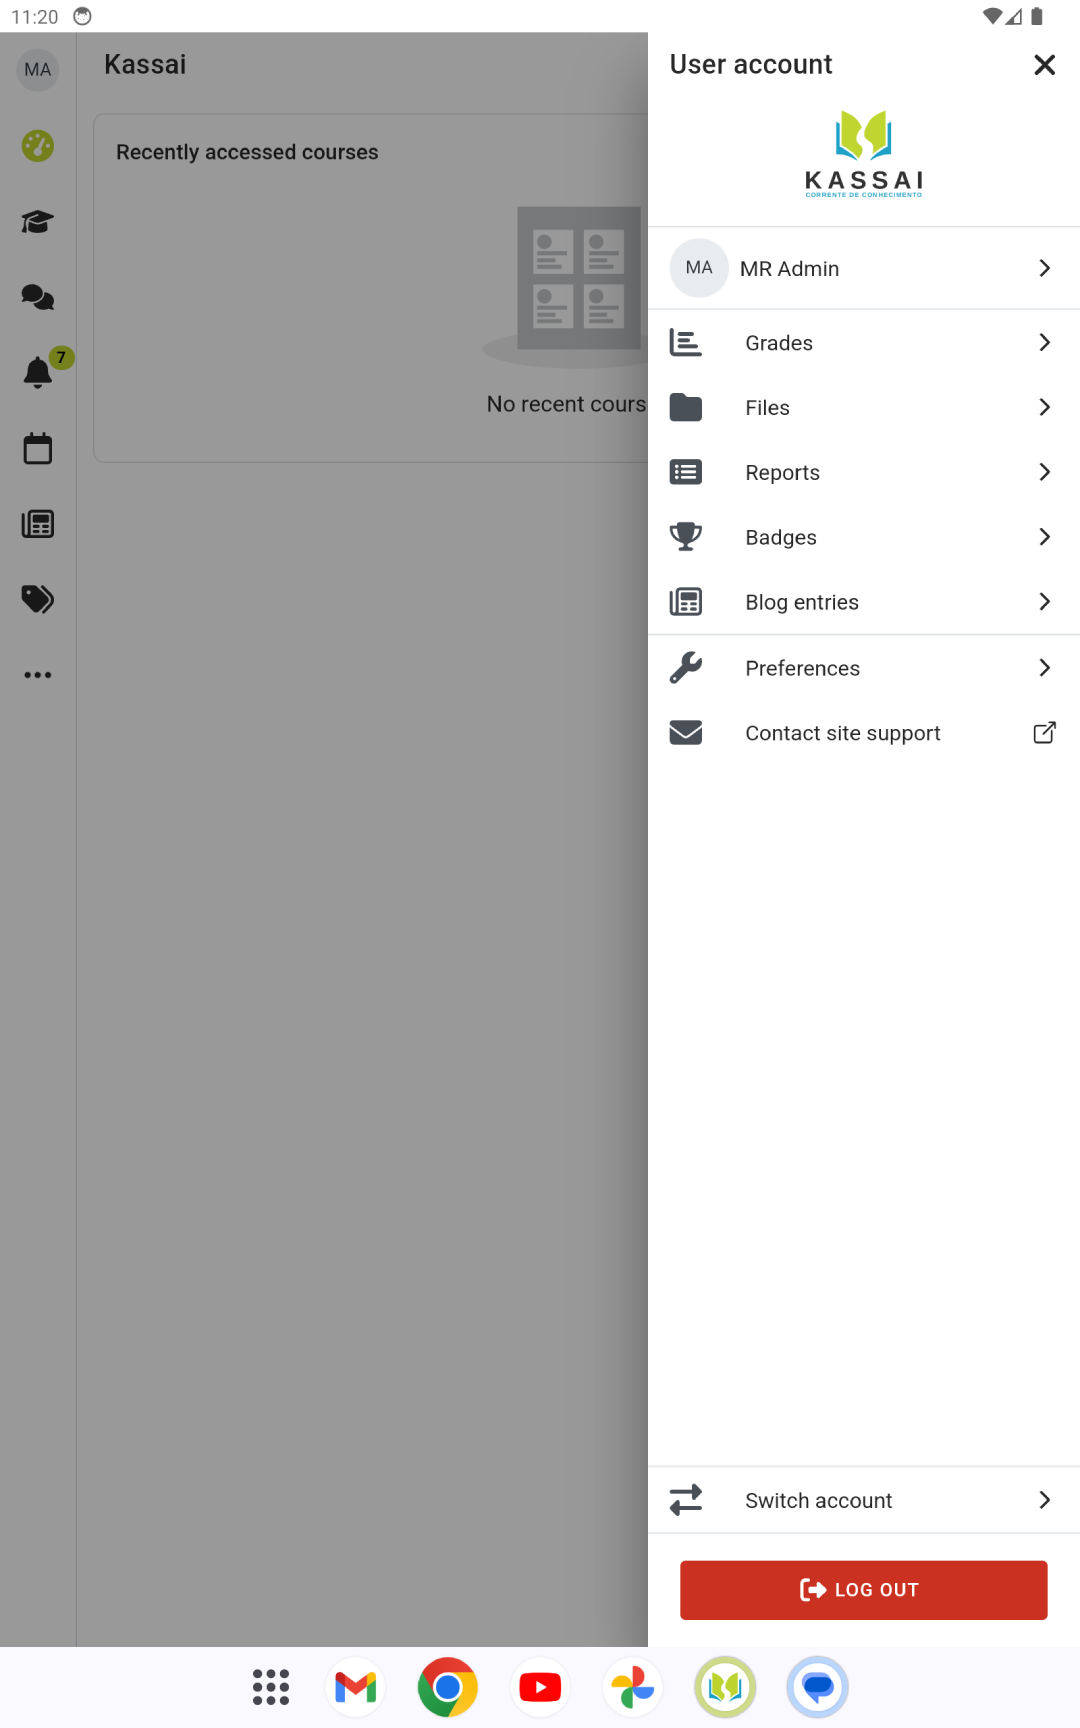 11:20
MA
Kassai
Recently accessed courses
No recent cours
7
User account
KASSAI
CORRENTE DE CONHECIMENTO
MA
MR Admin
Grades
Files
Reports
Badges
Blog entries
Preferences
Contact site support
Switch account
LOG OUT